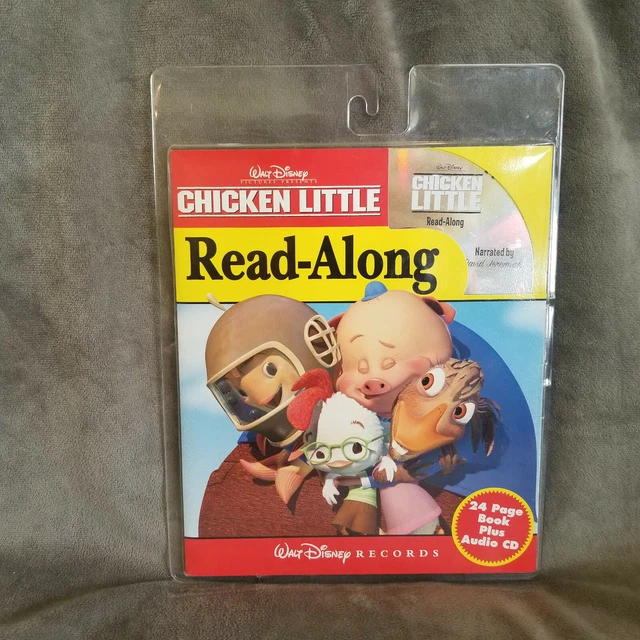 Walt Disney
PICTURES PRESENTS
CHICKEN LITTLE
Read-Along
Walt Disney
CHICKEN
LITTLE
Read-Along
Narrated by
24 Page
Book
Plus
Audio CD
Walt Disney RECORDS